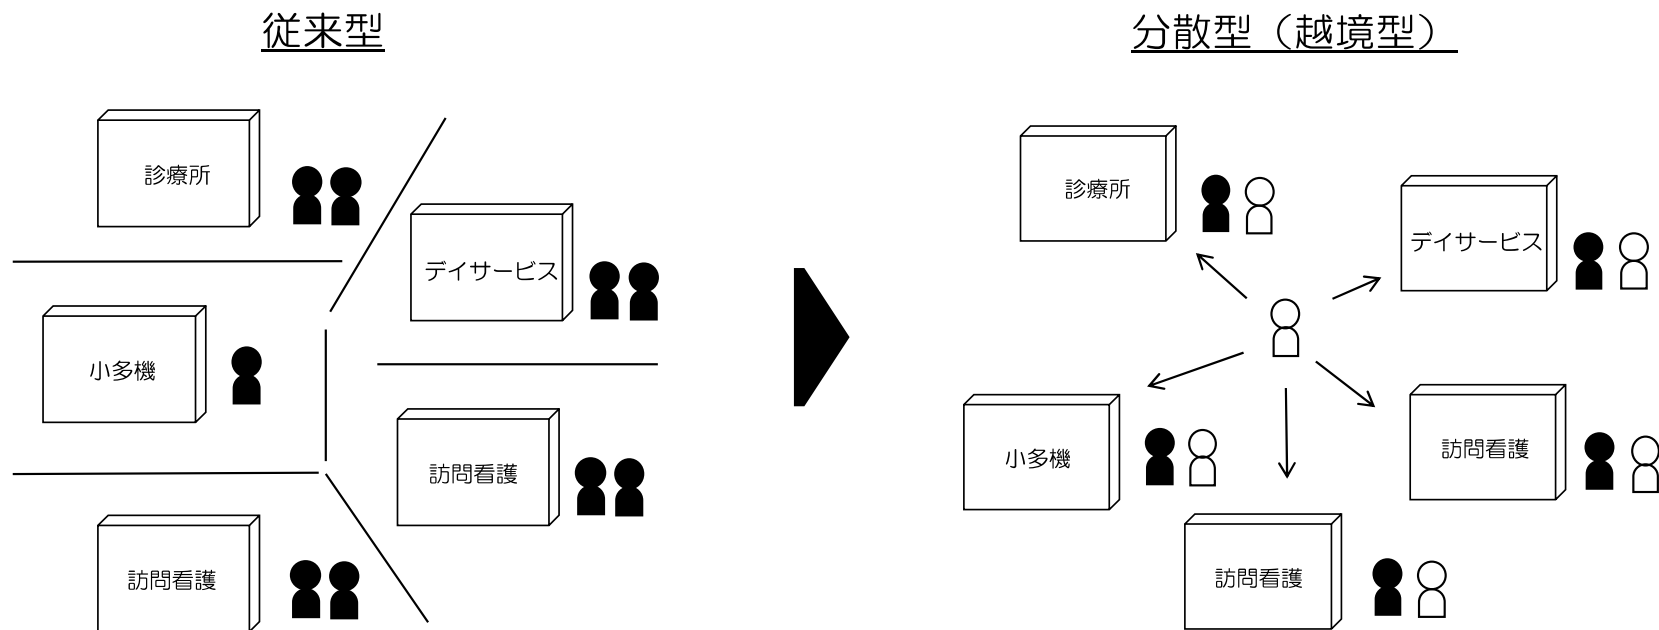 従来型
診療所
デイサービス
小多機
訪問看護
訪問看護
分散型（越境型）
診療所
デイサービス
小多機
訪問看護
訪問看護